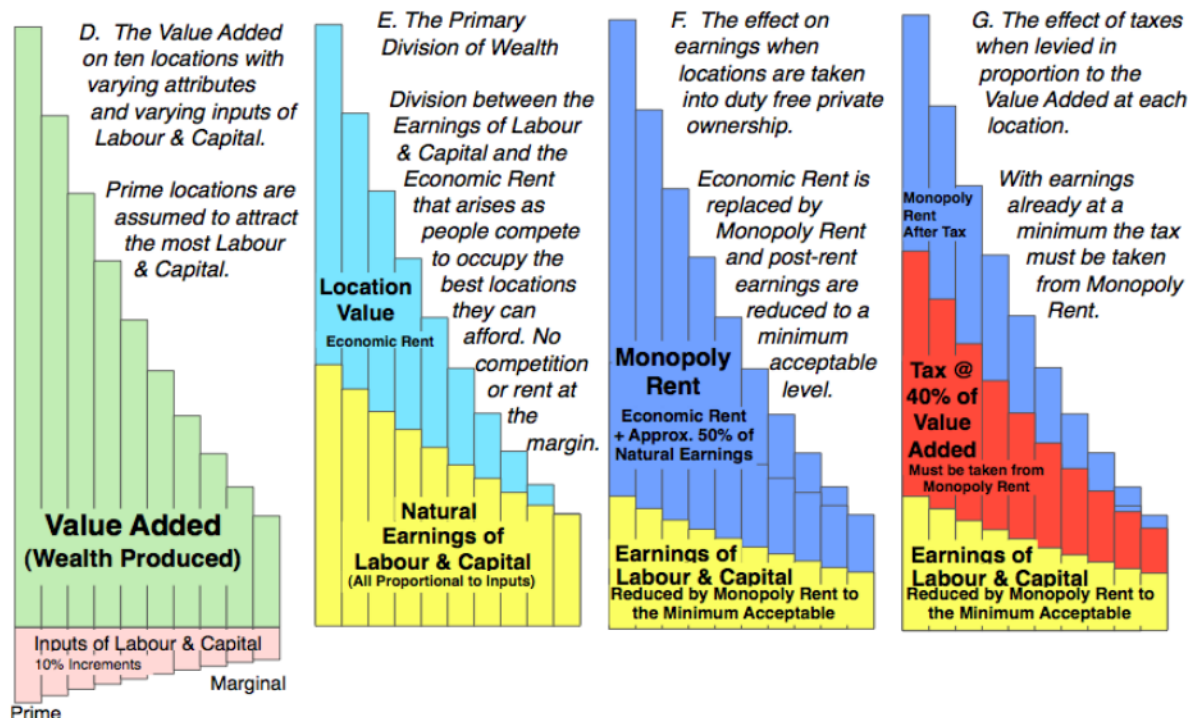 D. The Value Added
on ten locations with
varying attributes
and varying inputs of
Labour & Capital.
Prime locations are
assumed to attract
the most Labour
& Capital.
Value Added
(Wealth Produced)
Inputs of Labour & Capital
10% Increments
Marginal
Prime
E. The Primary
Division of Wealth
Division between the
Earnings of Labour
& Capital and the
Economic Rent
that arises as
people compete
to occupy the
best locations
they can
afford. No
competition
or rent at
the
margin.
Location
Value
Economic Rent
Natural
Earnings of
Labour & Capital
(All Proportional to Inputs)
F. The effect on
earnings when
locations are taken
into duty free private
ownership.
Economic Rent is
replaced by
Monopoly Rent
and post-rent
earnings are
reduced to a
minimum
acceptable
level.
Monopoly
Rent
Economic Rent
+ Approx. 50% of
Natural Earnings
Earnings of
Labour & Capital
Reduced by Monopoly Rent to
the Minimum Acceptable
G. The effect of taxes
when levied in
proportion to the
Value Added at each
location.
With earnings
already at a
minimum the tax
must be taken
from Monopoly
Rent.
Monopoly
Rent
After Tax
Tax @
40% of
Value
Added
Must be taken from
Monopoly Rent
Earnings of
Labour & Capital
Reduced by Monopoly Rent to
the Minimum Acceptable